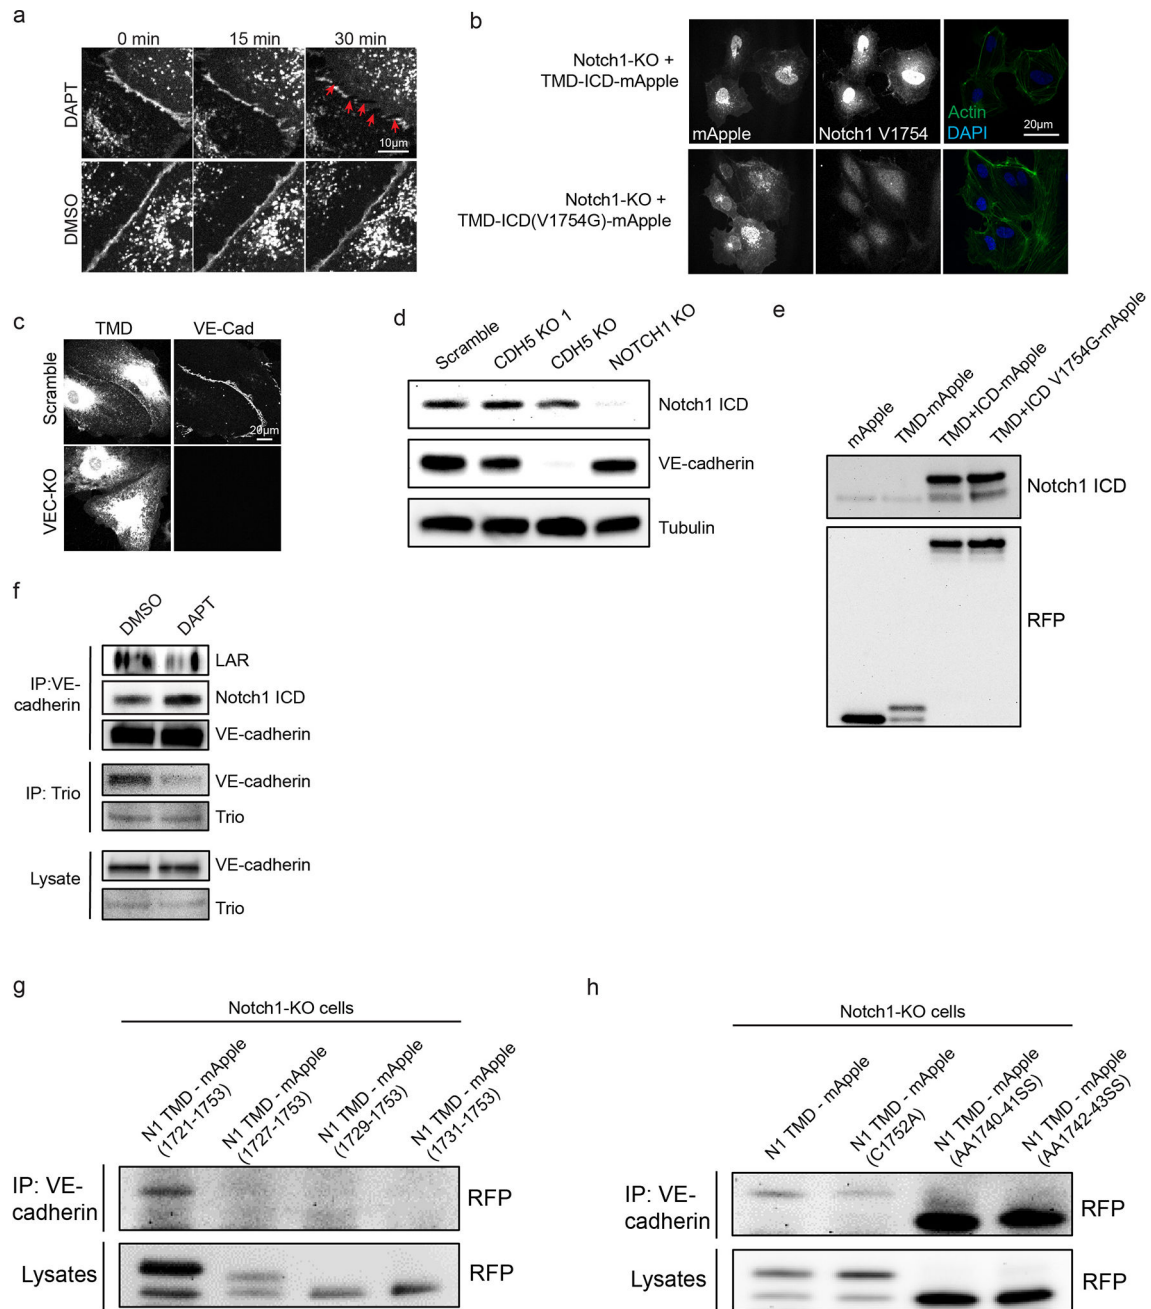 a
0 min
15 min
30 min
DAPT
10µm
DMSO
b
Notch1-KO +
TMD-ICD-mApple
mApple
Notch1 V1754
Actin
DAPI
20µm
Notch1-KO +
TMD-ICD(V1754G)-mApple
c
TMD
VE-Cad
Scramble
20µm
VEC-KO
d
Scramble
CDH5 KO 1
CDH5 KO
NOTCH1 KO
Notch1 ICD
VE-cadherin
Tubulin
e
mApple
TMD-mApple
TMD+ICD-mApple
TMD+ICD V1754G-mApple
Notch1 ICD
RFP
f
DMSO
DAPT
IP:VE-
cadherin
LAR
Notch1 ICD
VE-cadherin
IP: Trio
VE-cadherin
Trio
Lysate
VE-cadherin
Trio
g
Notch1-KO cells
N1 TMD - mApple
(1721-1753)
N1 TMD - mApple
(1727-1753)
N1 TMD - mApple
(1729-1753)
N1 TMD - mApple
(1731-1753)
IP: VE-
cadherin
RFP
Lysates
RFP
h
Notch1-KO cells
N1 TMD - mApple
N1 TMD - mApple
(C1752A)
N1 TMD - mApple
(AA1740-41SS)
N1 TMD - mApple
(AA1742-43SS)
IP: VE-
cadherin
RFP
Lysates
RFP